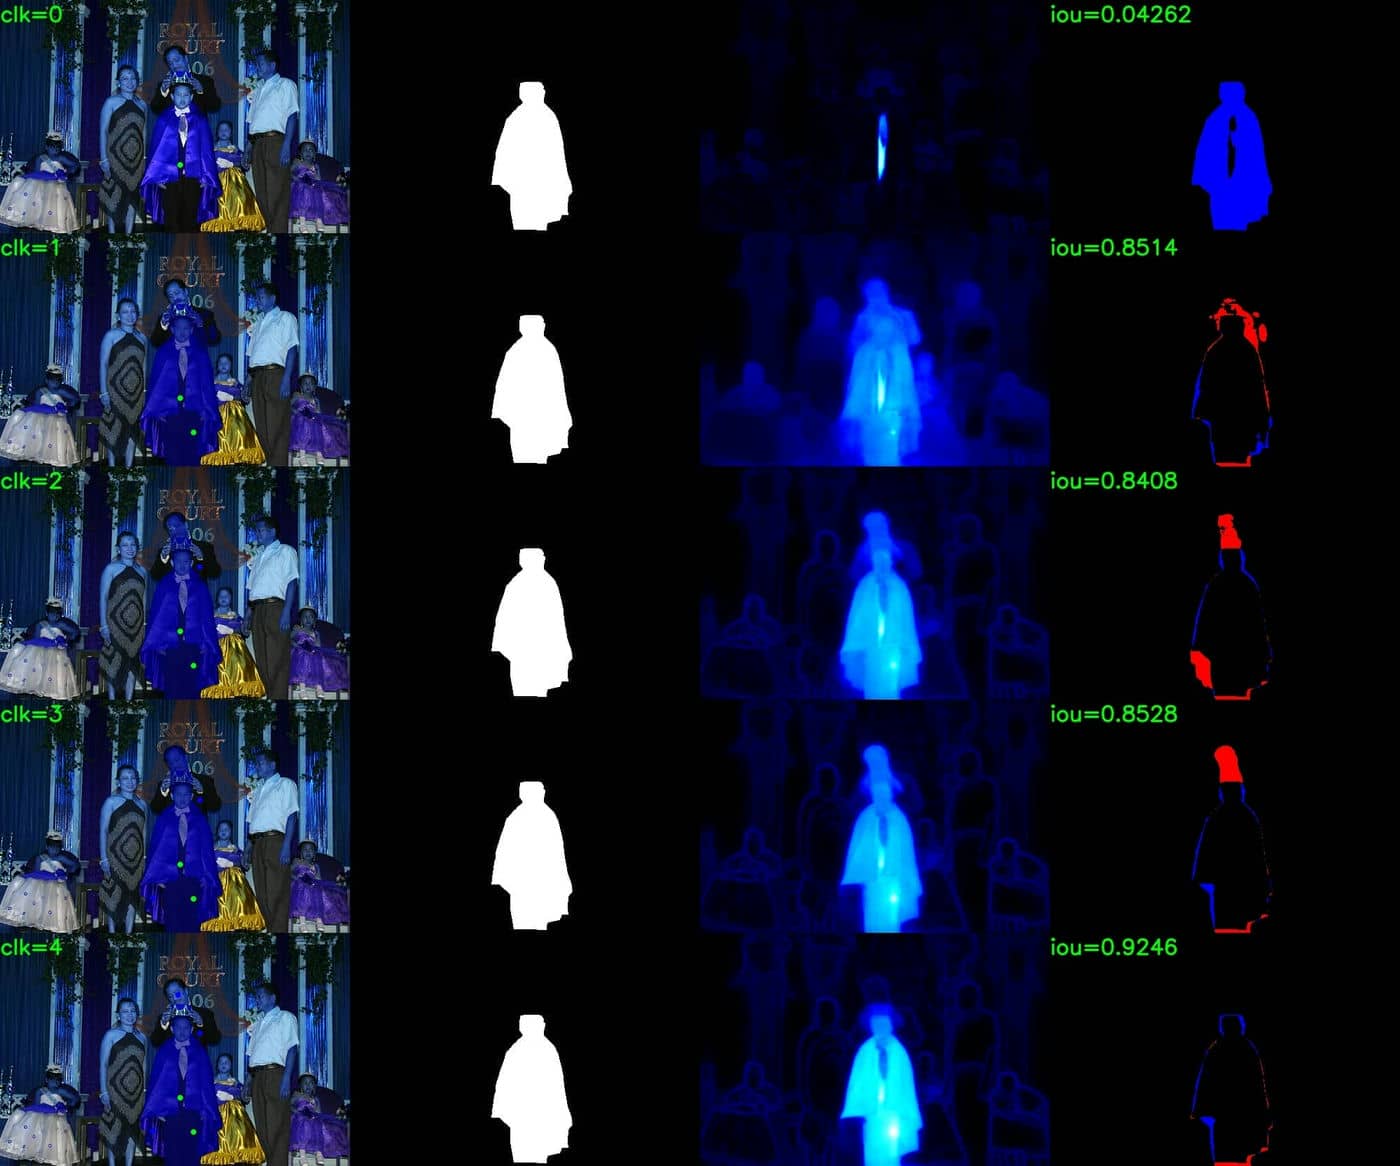 clk=0
iou=0.04262
ROYAL
COURT
06
clk=1
iou=0.8514
ROYAL
COURT
06
clk=2
iou=0.8408
ROYAL
COURT
06
clk=3
iou=0.8528
ROYAL
COURT
06
clk=4
iou=0.9246
ROYAL
COURT
06